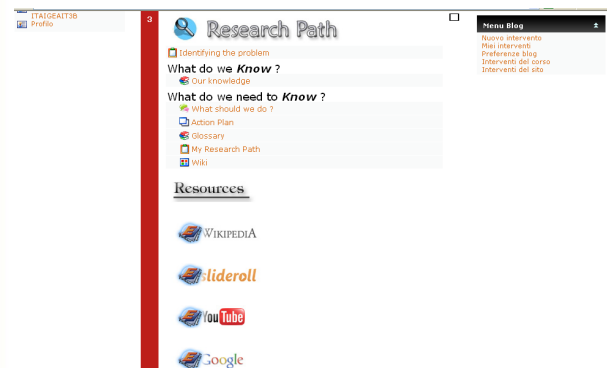 ITAIGEAIT3B
Profilo
3
Research Path
Identifying the problem
What do we Know ?
Our knowledge
What do we need to Know ?
What should we do ?
Action Plan
Glossary
My Research Path
Wiki
Resources
WIKIPEDIA
slideroll
YouTube
Google
Menu Blog
Nuovo intervento
Miei interventi
Preferenze blog
Interventi del corso
Interventi del sito